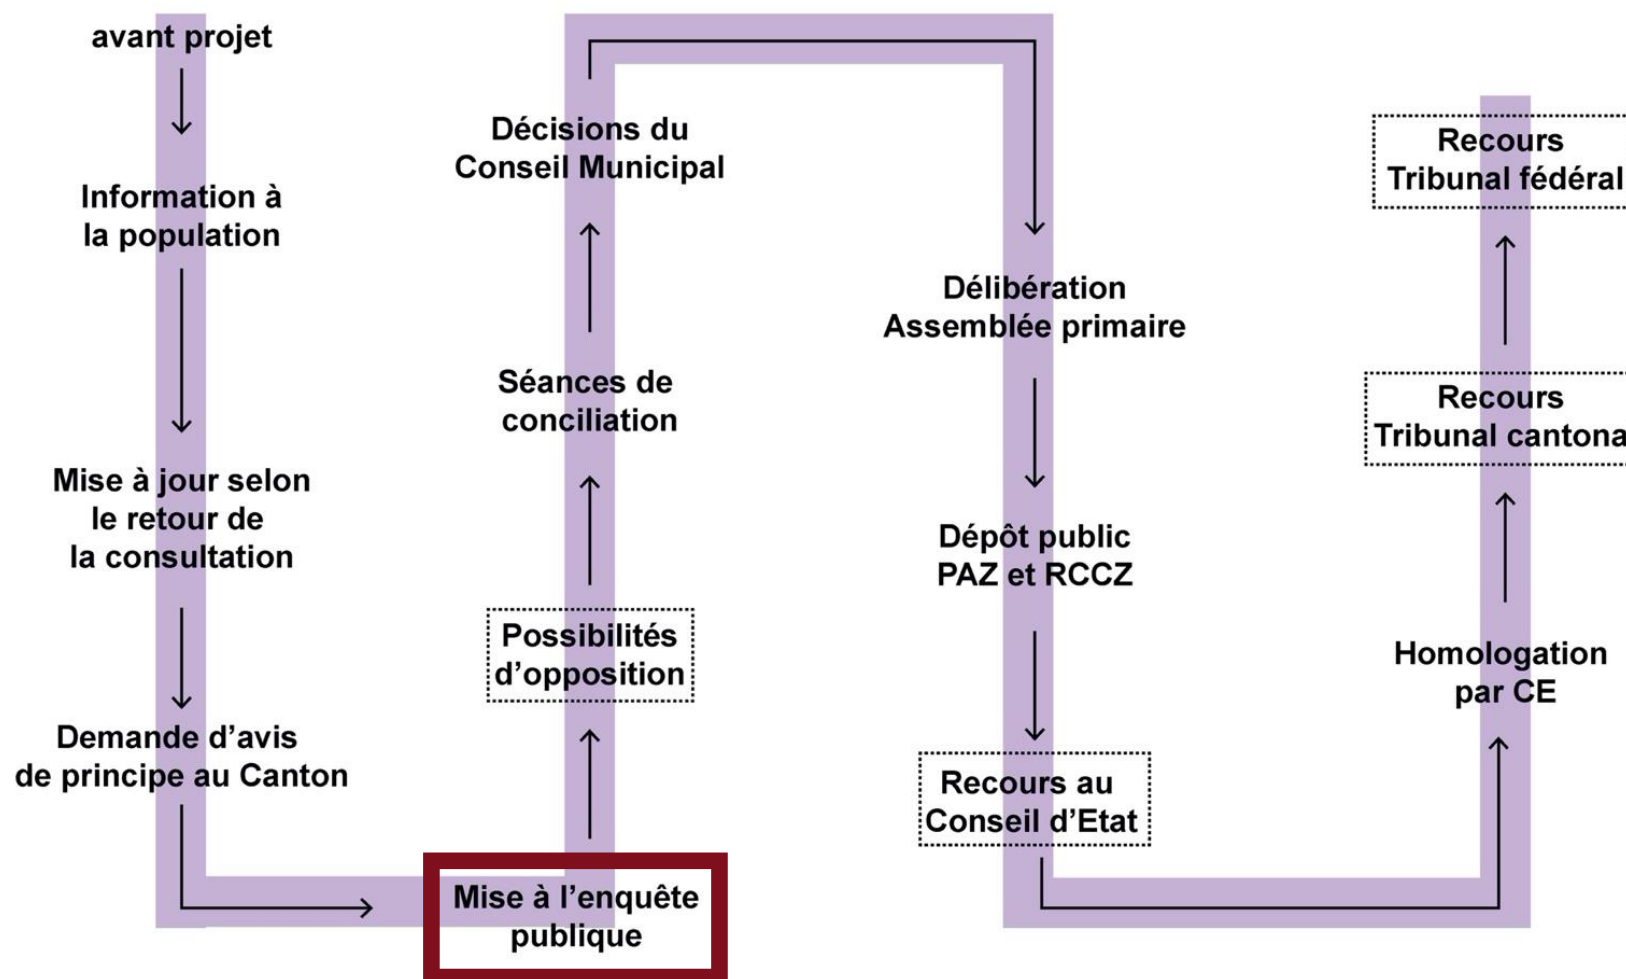 avant projet
Information à
la population
Mise à jour selon
le retour de
la consultation
Demande d’avis
de principe au Canton
Mise à l’enquête
publique
Possibilités
d’opposition
Séances de
conciliation
Décisions du
Conseil Municipal
Délibération
Assemblée primaire
Dépôt public
PAZ et RCCZ
Recours au
Conseil d’Etat
Homologation
par CE
Recours
Tribunal cantona
Recours
Tribunal fédéral